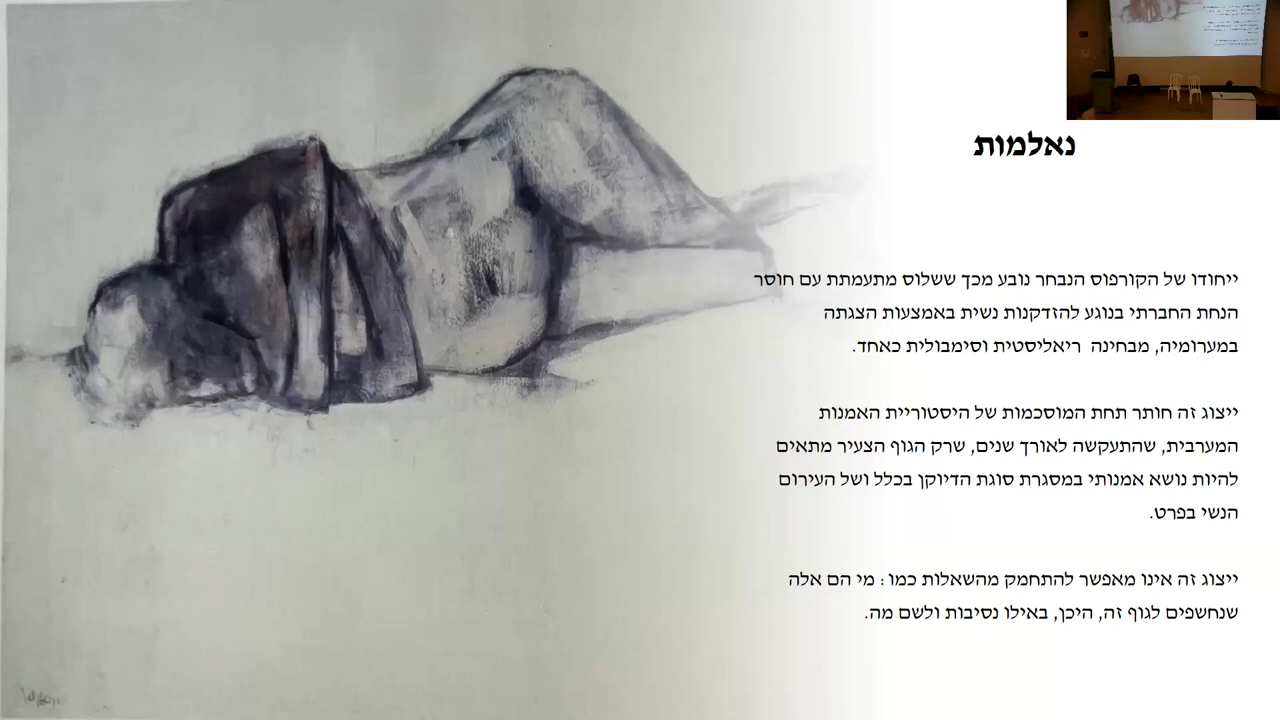 נאלמות
ייחודו של הקורפוס הנבחר נובע מכך ששלוס מתעמתת עם חוסר
הנחת החברתי בנוגע להזדקנות נשית באמצעות הצגתה
במערומיה, מבחינה ריאליסטית וסימבולית כאחד.
ייצוג זה חותר תחת המוסכמות של היסטוריית האמנות
המערבית, שהתעקשה לאורך שנים, שרק הגוף הצעיר מתאים
להיות נושא אמנותי במסגרת סוגת הדיוקן בכלל ושל העירום
הנשי בפרט.
ייצוג זה אינו מאפשר להתחמק מהשאלות כמו: מי הם אלה
שנחשפים לגוף זה, היכן, באילו נסיבות ולשם מה.